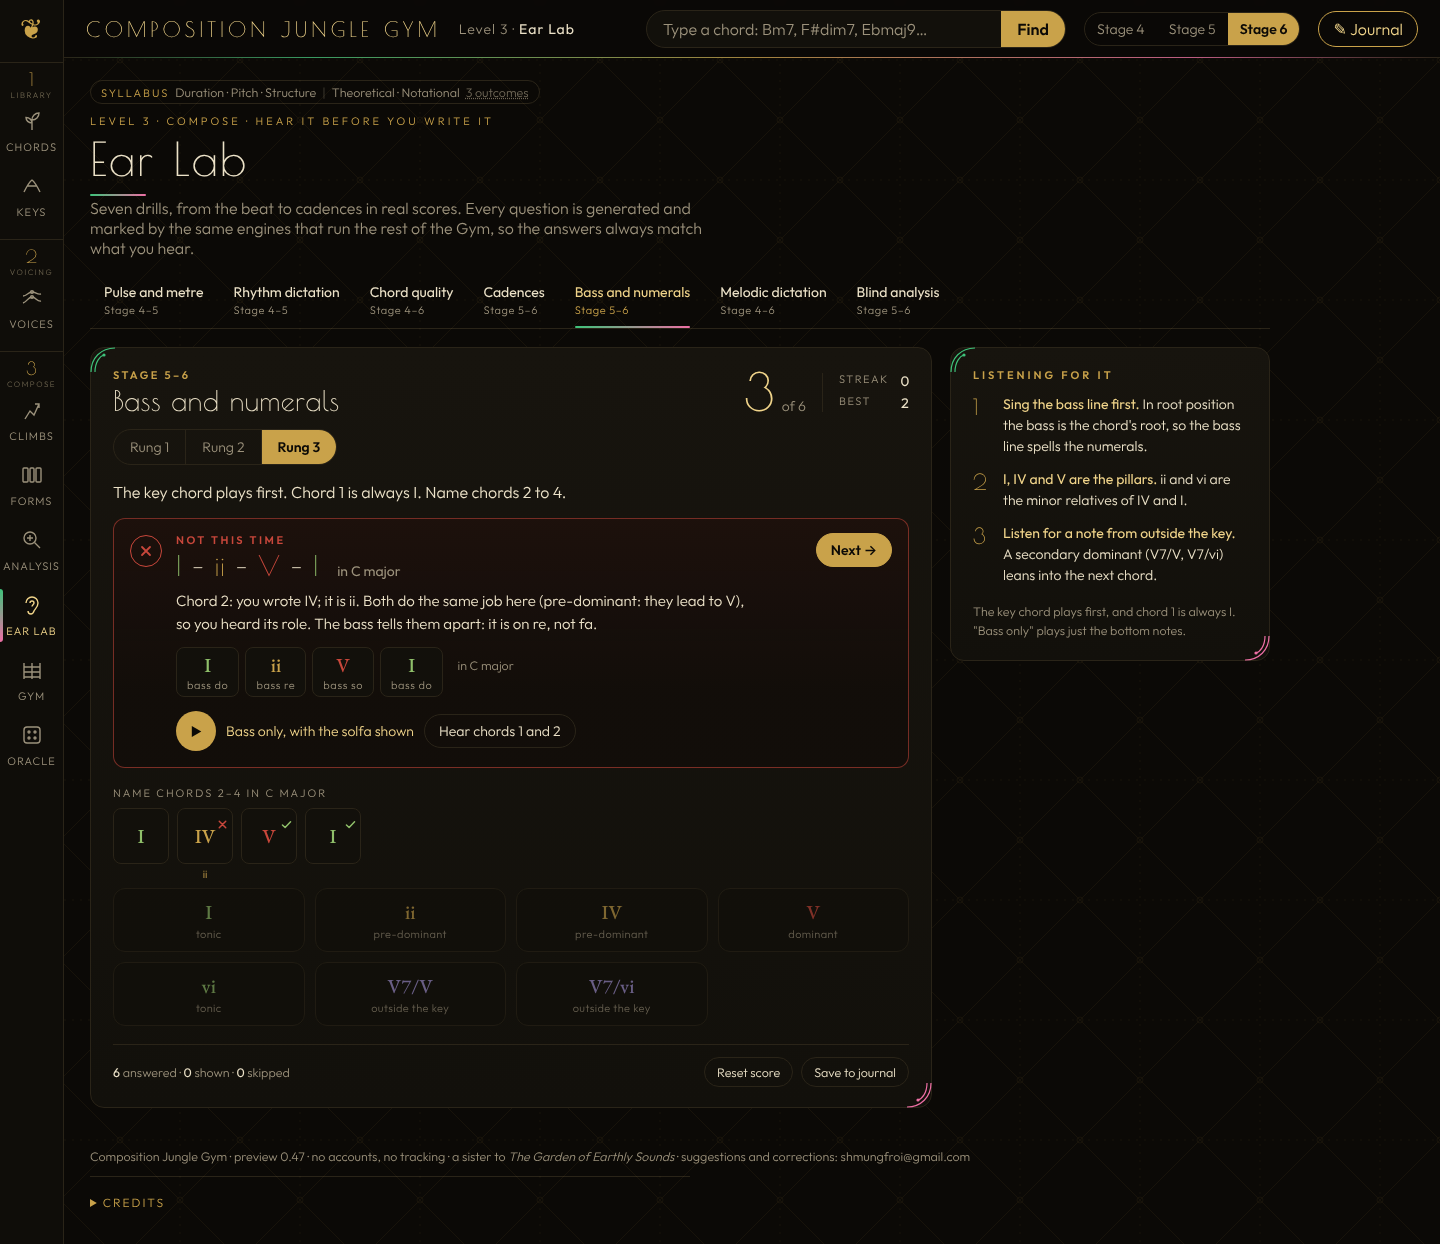 COMPOSITION JUNGLE GYM
Level 3 · Ear Lab
Type a chord: Bm7, F#dim7, Ebmaj9...
Find
Stage 4
Stage 5
Stage 6
✎ Journal
1
LIBRARY
CHORDS
KEYS
2
VOICING
VOICES
3
COMPOSE
CLIMBS
FORMS
ANALYSIS
EAR LAB
GYM
ORACLE
SYLLABUS Duration · Pitch · Structure | Theoretical · Notational 3 outcomes
LEVEL 3 · COMPOSE · HEAR IT BEFORE YOU WRITE IT
Ear Lab
Seven drills, from the beat to cadences in real scores. Every question is generated and
marked by the same engines that run the rest of the Gym, so the answers always match
what you hear.
Pulse and metre
Stage 4–5
Rhythm dictation
Stage 4–5
Chord quality
Stage 4–6
Cadences
Stage 5–6
Bass and numerals
Stage 5–6
Melodic dictation
Stage 4–6
Blind analysis
Stage 5–6
STAGE 5–6
Bass and numerals
3 of 6
STREAK 0
BEST 2
Rung 1
Rung 2
Rung 3
The key chord plays first. Chord 1 is always I. Name chords 2 to 4.
NOT THIS TIME
I – ii – V – I in C major
Next →
Chord 2: you wrote IV; it is ii. Both do the same job here (pre-dominant: they lead to V),
so you heard its role. The bass tells them apart: it is on re, not fa.
I
bass do
ii
bass re
V
bass so
I
bass do
in C major
Bass only, with the solfa shown
Hear chords 1 and 2
NAME CHORDS 2–4 IN C MAJOR
I
IV
V
I
ii
I
tonic
ii
pre-dominant
IV
pre-dominant
V
dominant
vi
tonic
V7/V
outside the key
V7/vi
outside the key
6 answered · 0 shown · 0 skipped
Reset score
Save to journal
LISTENING FOR IT
1 Sing the bass line first. In root position
the bass is the chord's root, so the bass
line spells the numerals.
2 I, IV and V are the pillars. ii and vi are
the minor relatives of IV and I.
3 Listen for a note from outside the key.
A secondary dominant (V7/V, V7/vi)
leans into the next chord.
The key chord plays first, and chord 1 is always I.
"Bass only" plays just the bottom notes.
Composition Jungle Gym · preview 0.47 · no accounts, no tracking · a sister to The Garden of Earthly Sounds · suggestions and corrections: shmungfroi@gmail.com
CREDITS